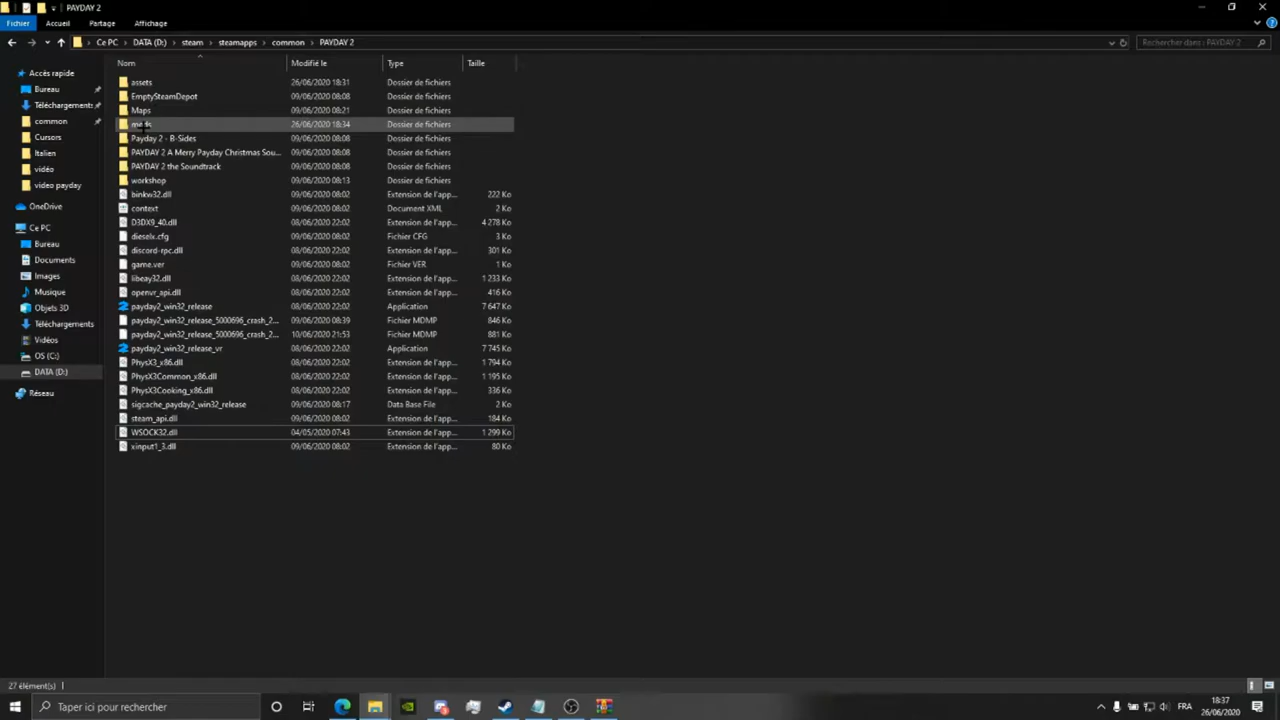 PAYDAY 2
Fichier Accueil Partage Affichage
Ce PC DATA (D:) steam steamapps common PAYDAY 2 Rechercher dans : PAYDAY 2
Nom Modifié le Type Taille
Accès rapide
Bureau
Téléchargements
common
Cursors
Italien
vidéo
video payday
OneDrive
Ce PC
Bureau
Documents
Images
Musique
Objets 3D
Téléchargements
Vidéos
OS (C:)
DATA (D:)
Réseau
assets 26/06/2020 18:31 Dossier de fichiers
EmptySteamDepot 09/06/2020 08:08 Dossier de fichiers
Maps 09/06/2020 08:21 Dossier de fichiers
mods 26/06/2020 18:34 Dossier de fichiers
Payday 2 - B-Sides 09/06/2020 08:08 Dossier de fichiers
PAYDAY 2 A Merry Payday Christmas Sou... 09/06/2020 08:08 Dossier de fichiers
PAYDAY 2 the Soundtrack 09/06/2020 08:08 Dossier de fichiers
workshop 09/06/2020 08:13 Dossier de fichiers
binkw32.dll 09/06/2020 08:02 Extension de l'app... 222 Ko
context 09/06/2020 08:02 Document XML 2 Ko
D3DX9_40.dll 08/06/2020 22:02 Extension de l'app... 4 278 Ko
dieselx.cfg 09/06/2020 08:02 Fichier CFG 3 Ko
discord-rpc.dll 08/06/2020 22:02 Extension de l'app... 301 Ko
game.ver 09/06/2020 08:02 Fichier VER 1 Ko
libeay32.dll 08/06/2020 22:02 Extension de l'app... 1 233 Ko
openvr_api.dll 08/06/2020 22:02 Extension de l'app... 416 Ko
payday2_win32_release 08/06/2020 22:02 Application 7 647 Ko
payday2_win32_release_5000696_crash_2... 09/06/2020 08:39 Fichier MDMP 846 Ko
payday2_win32_release_5000696_crash_2... 10/06/2020 21:53 Fichier MDMP 881 Ko
payday2_win32_release_vr 08/06/2020 22:02 Application 7 745 Ko
PhysX3_x86.dll 08/06/2020 22:02 Extension de l'app... 1 794 Ko
PhysX3Common_x86.dll 08/06/2020 22:02 Extension de l'app... 1 195 Ko
PhysX3Cooking_x86.dll 08/06/2020 22:02 Extension de l'app... 336 Ko
sigcache_payday2_win32_release 09/06/2020 08:17 Data Base File 2 Ko
steam_api.dll 09/06/2020 08:02 Extension de l'app... 184 Ko
WSOCK32.dll 04/05/2020 07:43 Extension de l'app... 1 299 Ko
xinput1_3.dll 09/06/2020 08:02 Extension de l'app... 80 Ko
27 élément(s)
Taper ici pour rechercher
FRA
18:37
26/06/2020